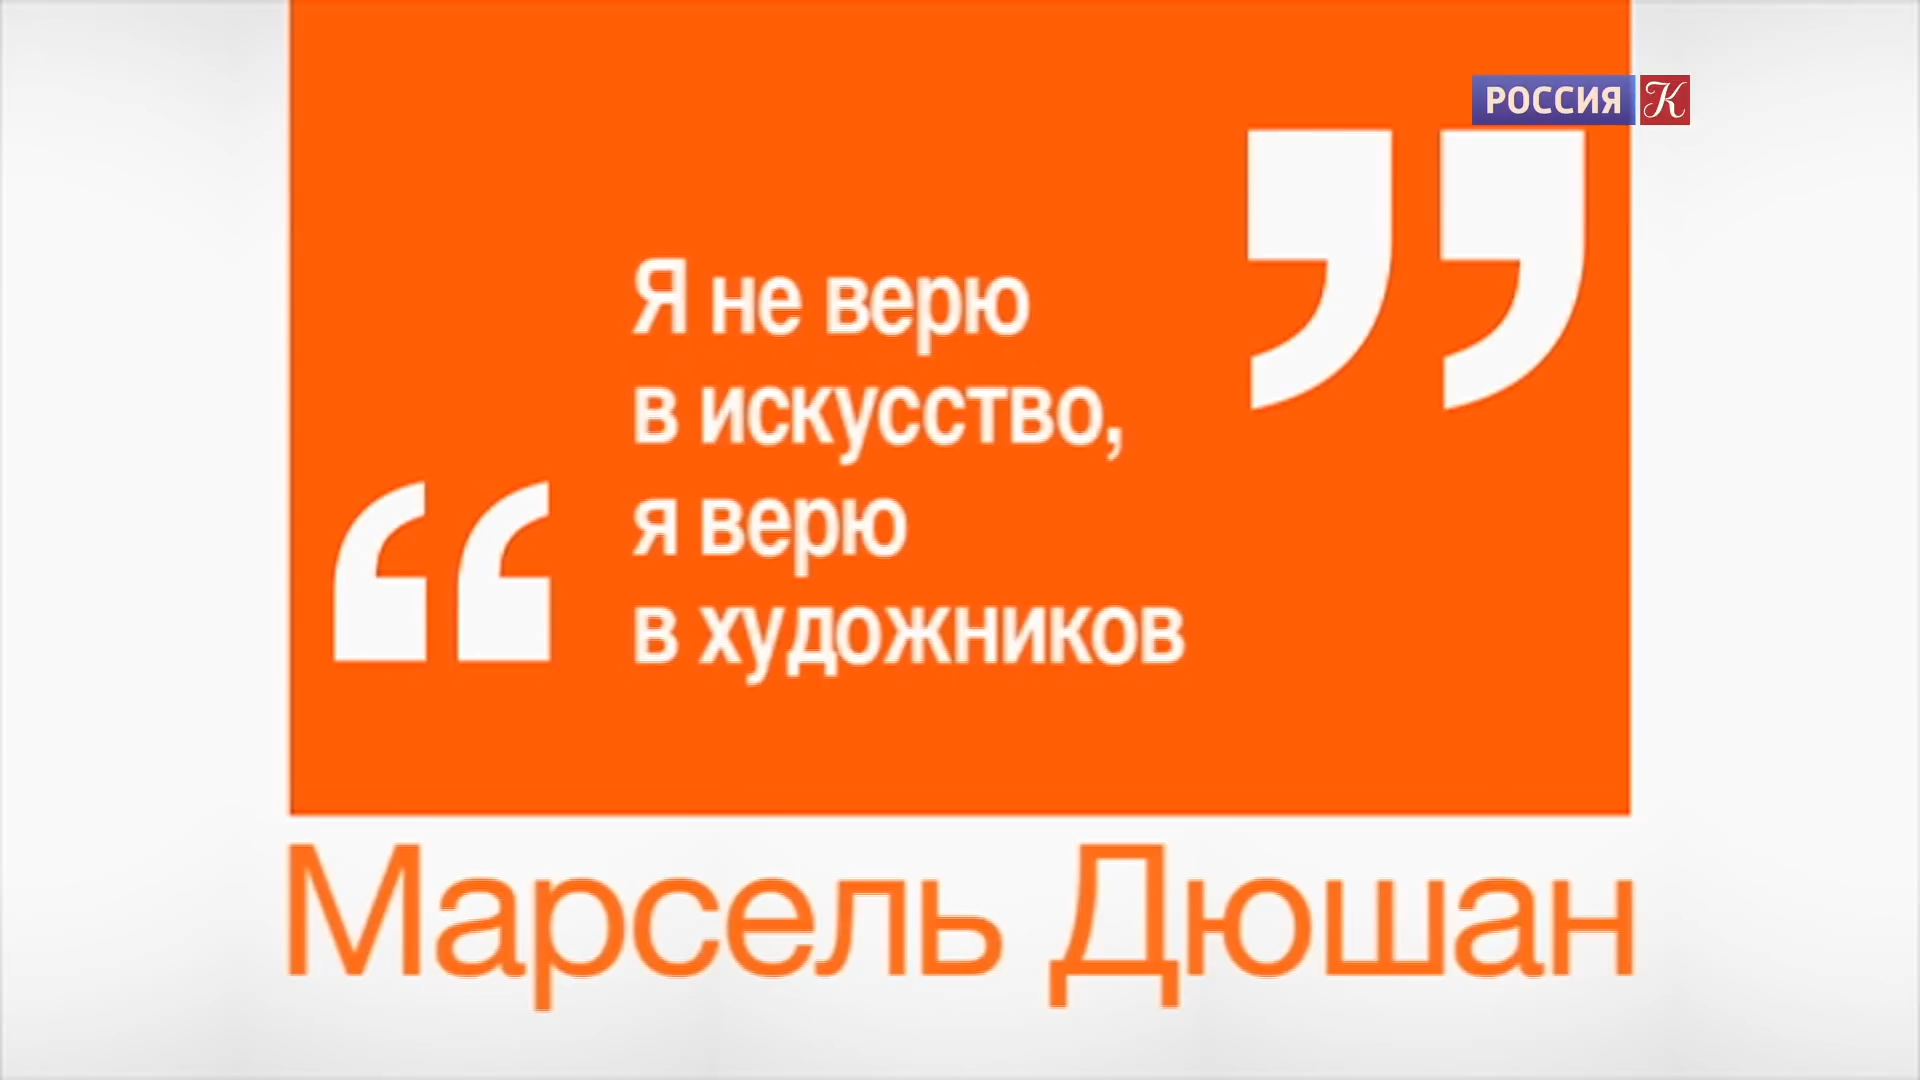 РОССИЯ К
Я не верю
в искусство,
я верю
в художников
Марсель Дюшан